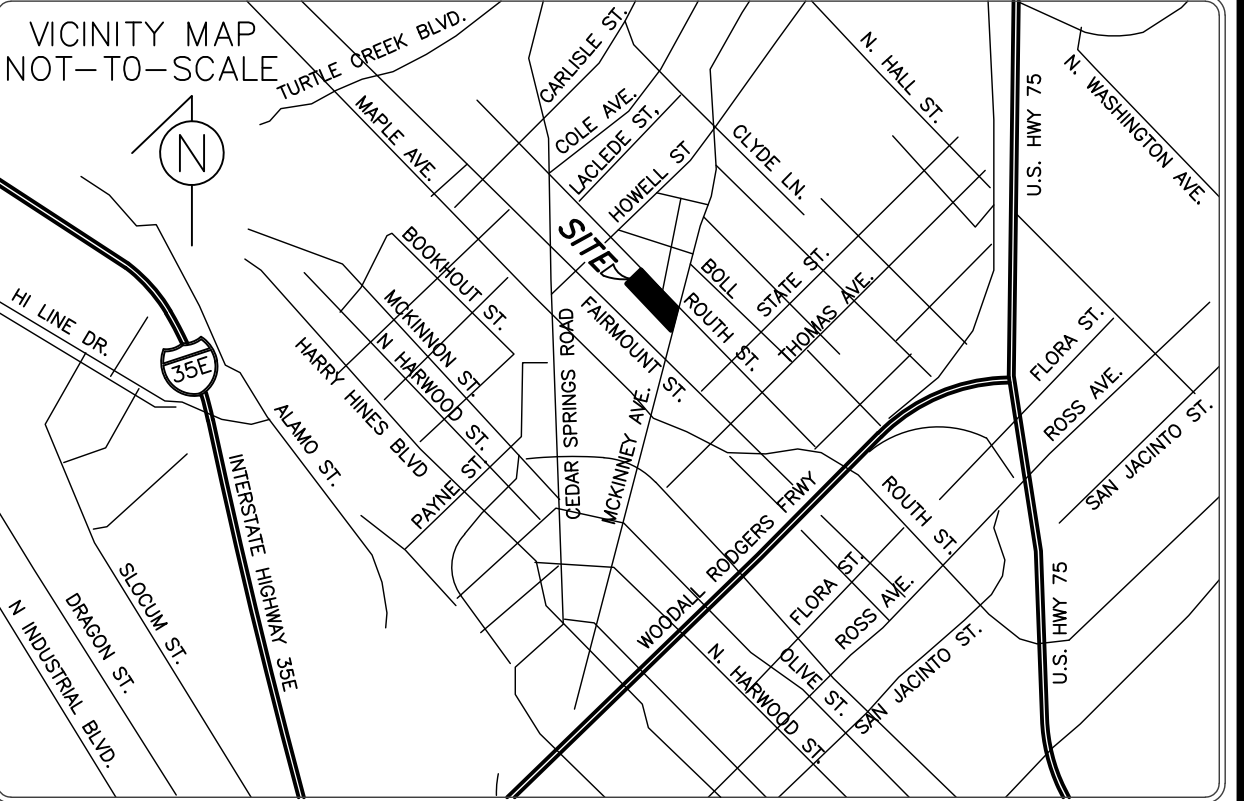 VICINITY MAP
NOT-TO-SCALE
N
TURTLE CREEK BLVD.
CARLISLE ST.
N. HALL ST.
U.S. HWY 75
N. WASHINGTON AVE.
MAPLE AVE.
COLE AVE.
LACLEDE ST,
HOWELL ST
CLYDE LN.
SITE
BOOKHOUT ST.
MCKINNON ST.
N HARWOOD ST.
HARRY HINES BLVD
PAYNE ST
HI LINE DR.
35E
ALAMO ST.
INTERSTATE HIGHWAY 35E
CEDAR SPRINGS ROAD
FAIRMOUNT ST.
MCKINNEY AVE.
BOLL
ROUTH ST.
STATE ST.
THOMAS AVE.
FLORA ST.
ROSS AVE.
SAN JACINTO ST.
WOODALL RODGERS FRWY
ROUTH ST.
FLORA ST.
ROSS AVE.
SAN JACINTO ST.
OLIVE ST.
N. HARWOOD ST.
U.S. HWY 75
SLOCUM ST.
DRAGON ST.
N INDUSTRIAL BLVD.